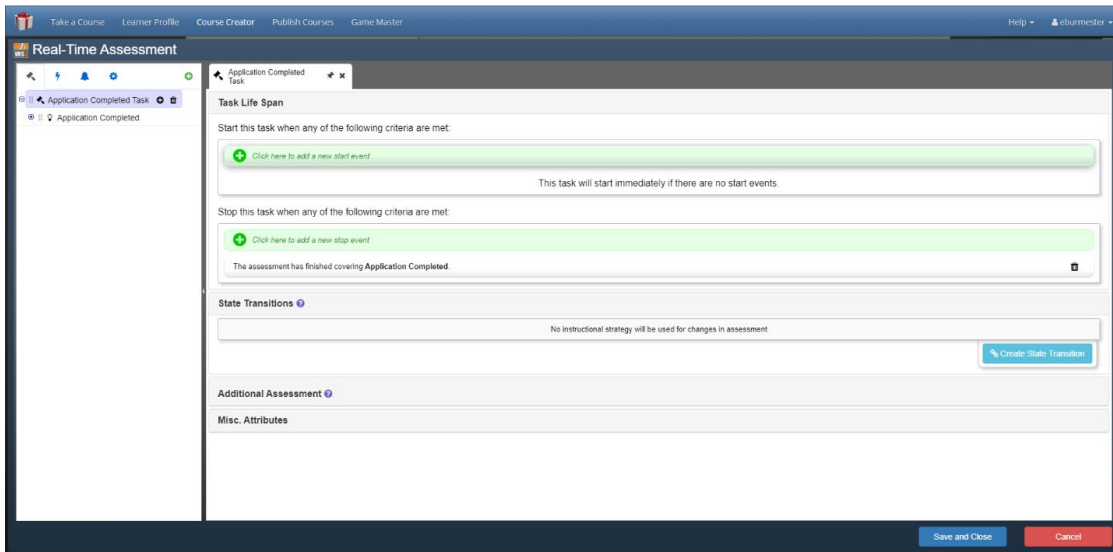 Take a Course Learner Profile Course Creator Publish Courses Game Master Help eburmester
Real-Time Assessment
Application Completed Task
Application Completed
Application Completed
Task
Task Life Span
Start this task when any of the following criteria are met:
Click here to add a new start event
This task will start immediately if there are no start events.
Stop this task when any of the following criteria are met:
Click here to add a new stop event
The assessment has finished covering Application Completed.
State Transitions
No instructional strategy will be used for changes in assessment
Create State Transition
Additional Assessment
Misc. Attributes
Save and Close Cancel